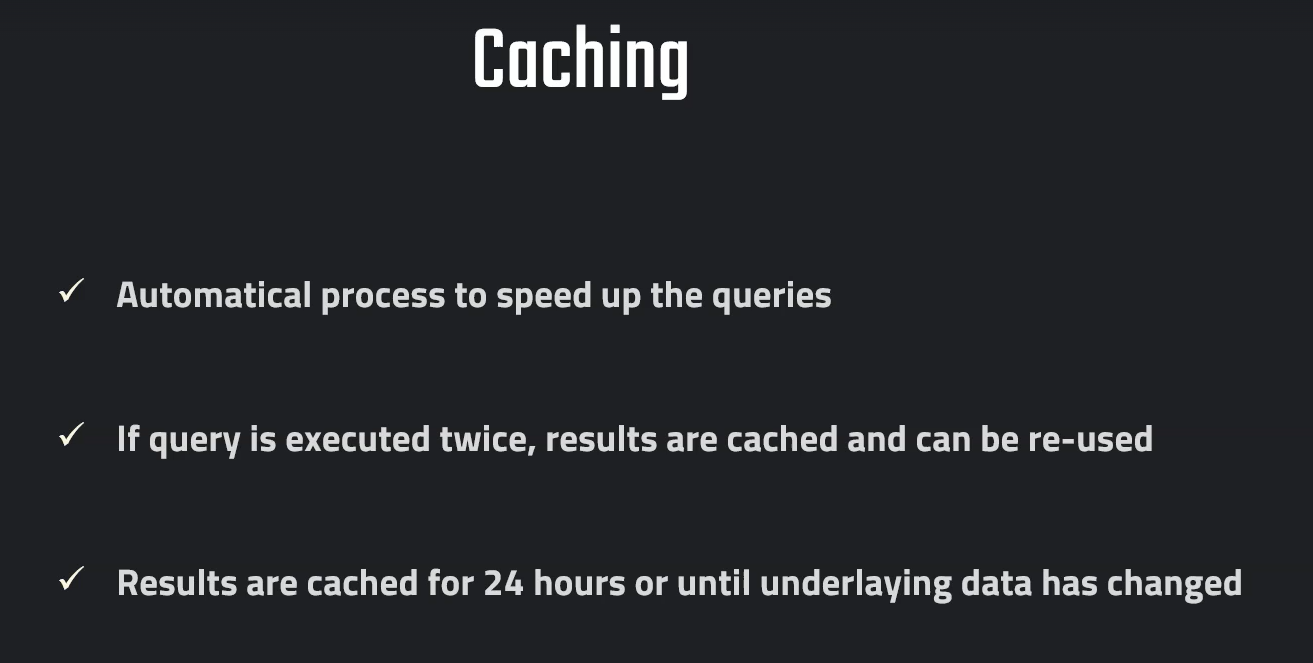 Caching
✓ Automatical process to speed up the queries
✓ If query is executed twice, results are cached and can be re-used
✓ Results are cached for 24 hours or until underlaying data has changed